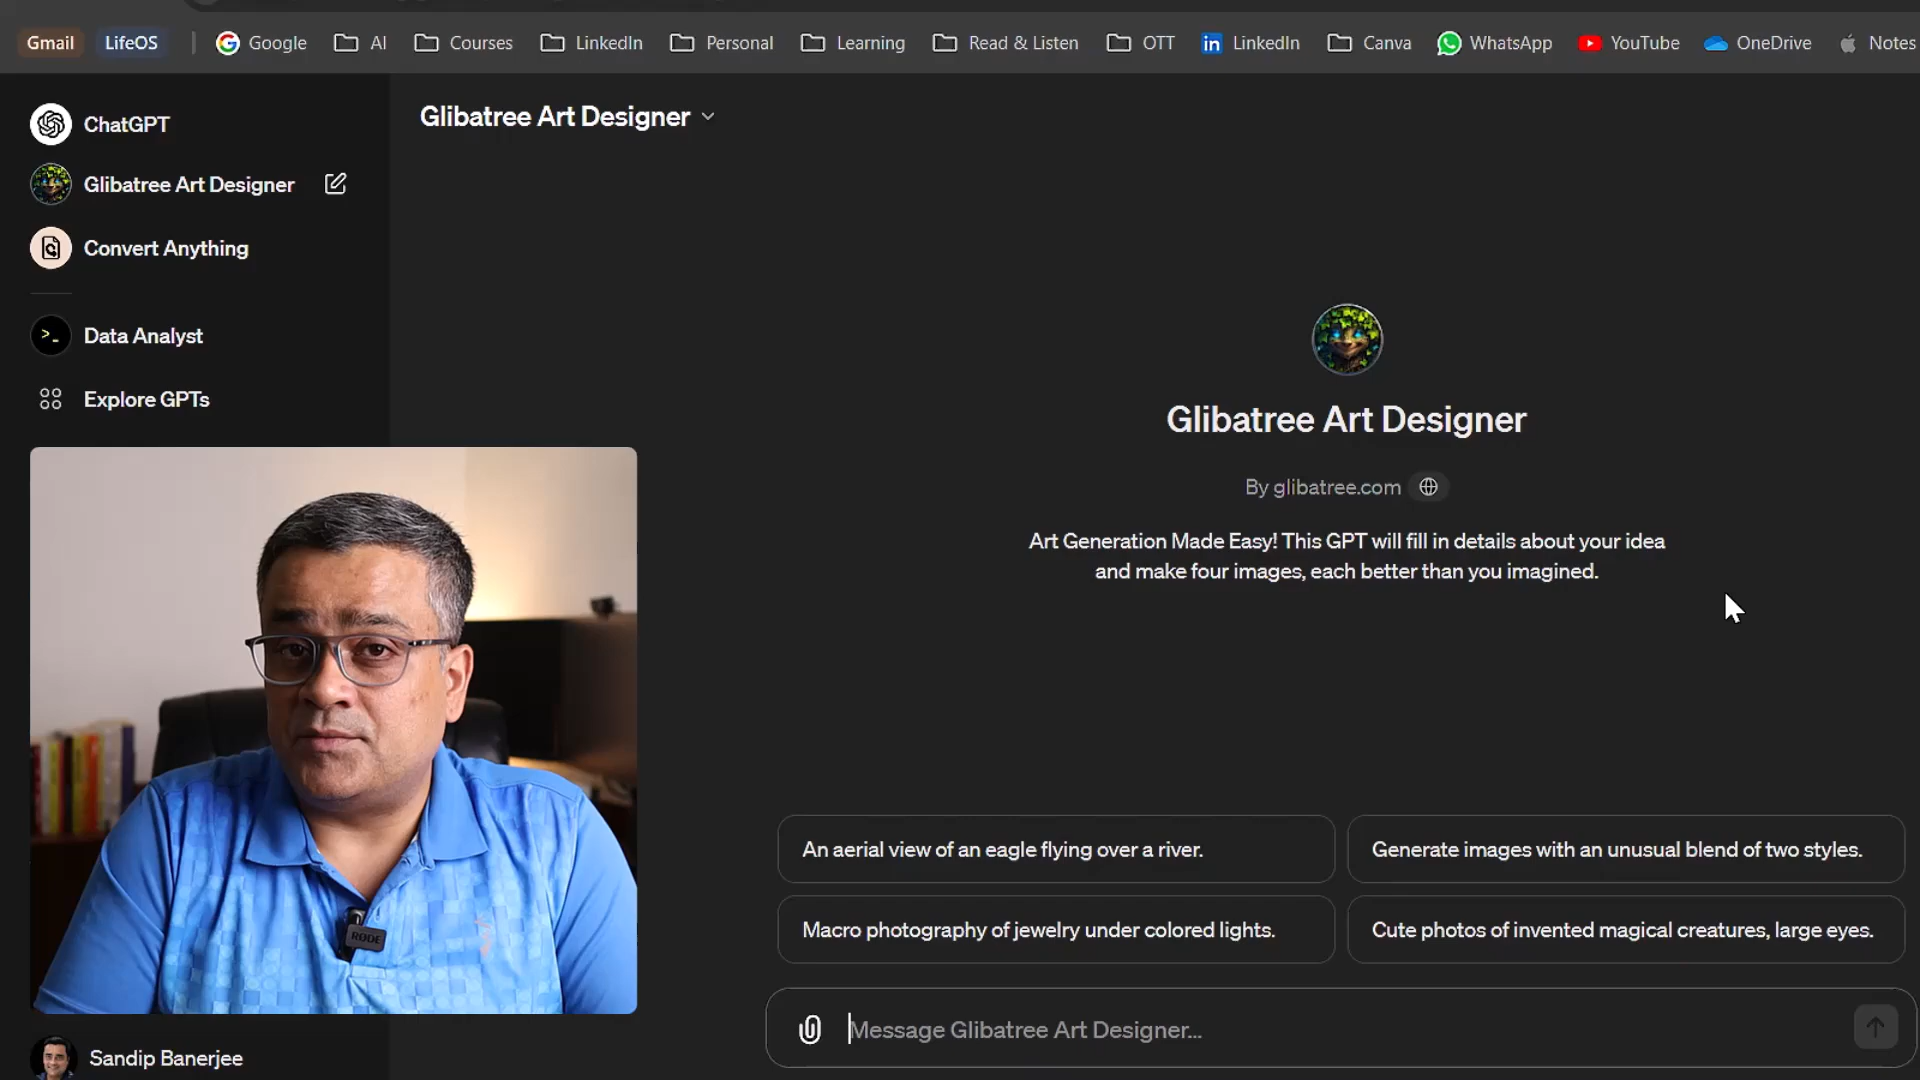 Gmail LifeOS Google AI Courses LinkedIn Personal Learning Read & Listen OTT LinkedIn Canva WhatsApp YouTube OneDrive Notes
ChatGPT
Glibatree Art Designer
Convert Anything
Data Analyst
Explore GPTs
RODE
Sandip Banerjee
Glibatree Art Designer
Glibatree Art Designer
By glibatree.com
Art Generation Made Easy! This GPT will fill in details about your idea
and make four images, each better than you imagined.
An aerial view of an eagle flying over a river.
Generate images with an unusual blend of two styles.
Macro photography of jewelry under colored lights.
Cute photos of invented magical creatures, large eyes.
Message Glibatree Art Designer...